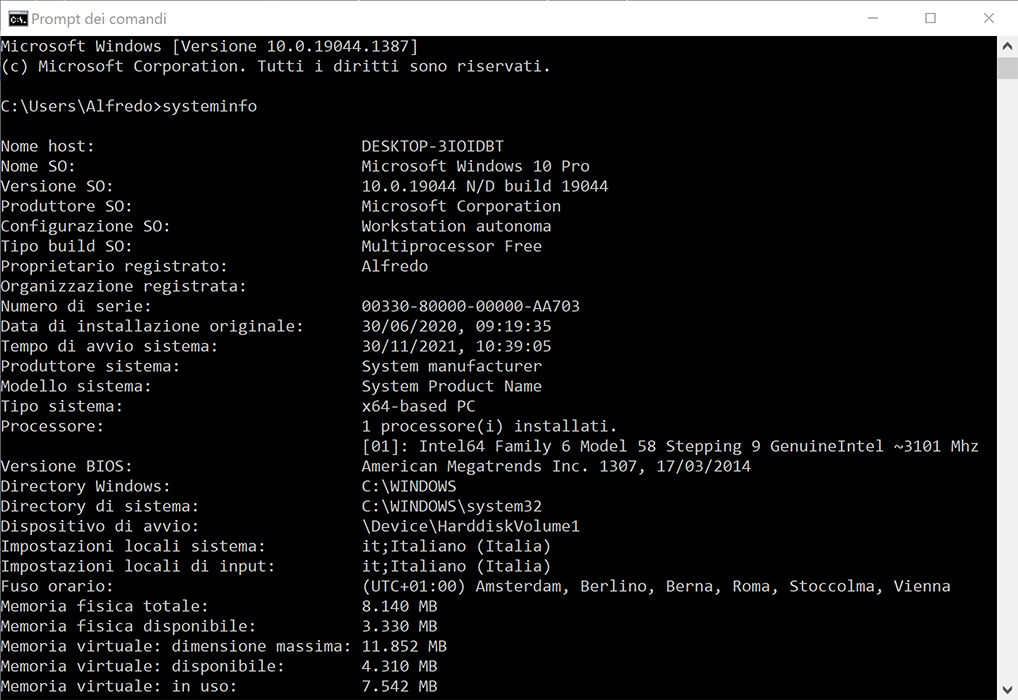 Prompt dei comandi
Microsoft Windows [Versione 10.0.19044.1387]
(c) Microsoft Corporation. Tutti i diritti sono riservati.
C:\Users\Alfredo>systeminfo
Nome host: DESKTOP-3IOIDBT
Nome SO: Microsoft Windows 10 Pro
Versione SO: 10.0.19044 N/D build 19044
Produttore SO: Microsoft Corporation
Configurazione SO: Workstation autonoma
Tipo build SO: Multiprocessor Free
Proprietario registrato: Alfredo
Organizzazione registrata:
Numero di serie: 00330-80000-00000-AA703
Data di installazione originale: 30/06/2020, 09:19:35
Tempo di avvio sistema: 30/11/2021, 10:39:05
Produttore sistema: System manufacturer
Modello sistema: System Product Name
Tipo sistema: x64-based PC
Processore: 1 processore(i) installati.
[01]: Intel64 Family 6 Model 58 Stepping 9 GenuineIntel ~3101 Mhz
Versione BIOS: American Megatrends Inc. 1307, 17/03/2014
Directory Windows: C:\WINDOWS
Directory di sistema: C:\WINDOWS\system32
Dispositivo di avvio: \Device\HarddiskVolume1
Impostazioni locali sistema: it;Italiano (Italia)
Impostazioni locali di input: it;Italiano (Italia)
Fuso orario: (UTC+01:00) Amsterdam, Berlino, Berna, Roma, Stoccolma, Vienna
Memoria fisica totale: 8.140 MB
Memoria fisica disponibile: 3.330 MB
Memoria virtuale: dimensione massima: 11.852 MB
Memoria virtuale: disponibile: 4.310 MB
Memoria virtuale: in uso: 7.542 MB